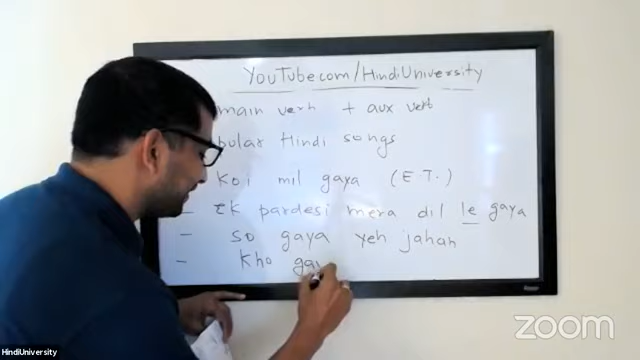 YouTube.com/HindiUniversity
main verb + aux verb
pular Hindi songs
koi mil gaya (E.T.)
- Ek pardesi mera dil le gaya
- so gaya yeh jahan
- kho gay
HindiUniversity
zoom